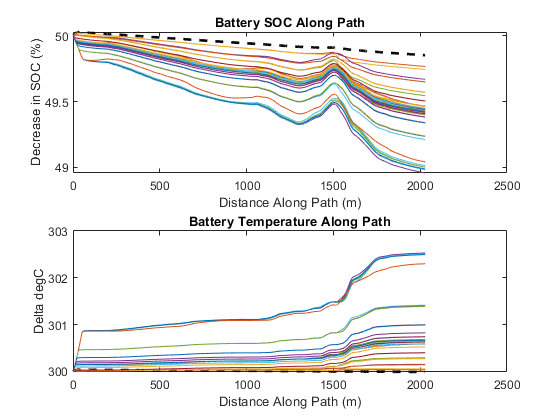 Battery SOC Along Path
Decrease in SOC (%)
50
49.5
49
0 500 1000 1500 2000 2500
Distance Along Path (m)
Battery Temperature Along Path
Delta degC
303
302
301
300
0 500 1000 1500 2000 2500
Distance Along Path (m)